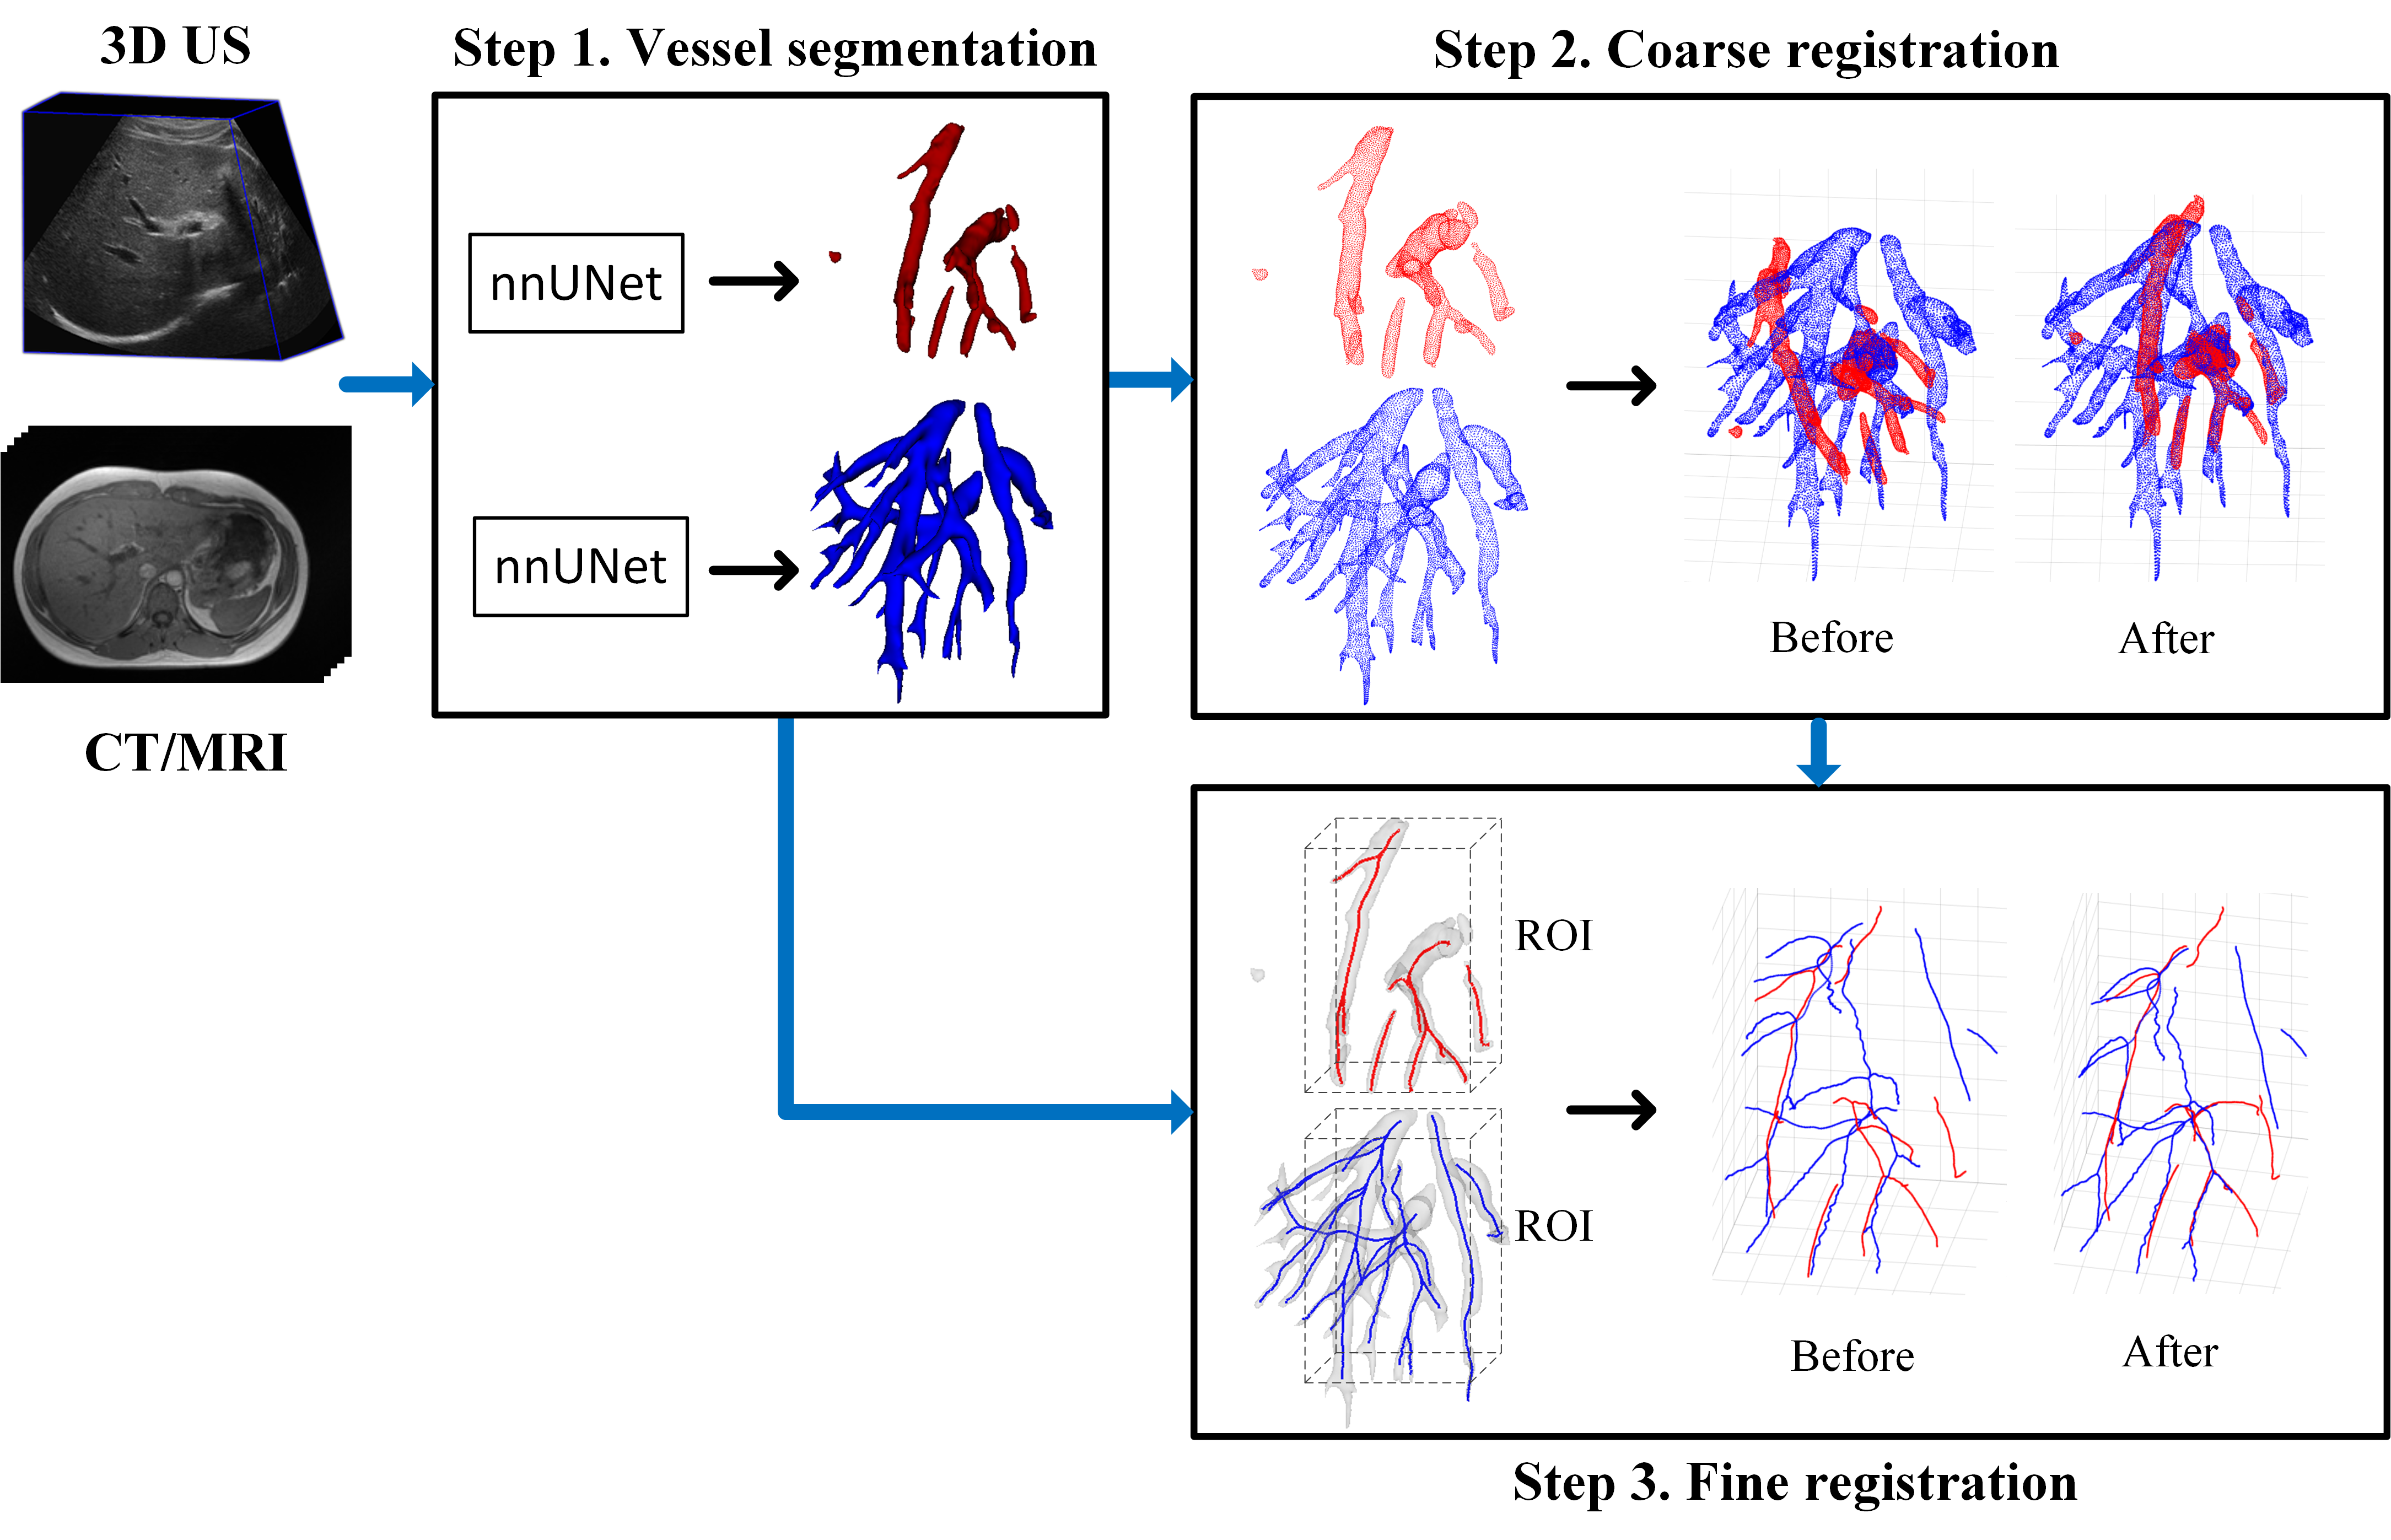 3D US
Step 1. Vessel segmentation
Step 2. Coarse registration
nnUNet
nnUNet
Before
After
CT/MRI
ROI
ROI
Before
After
Step 3. Fine registration